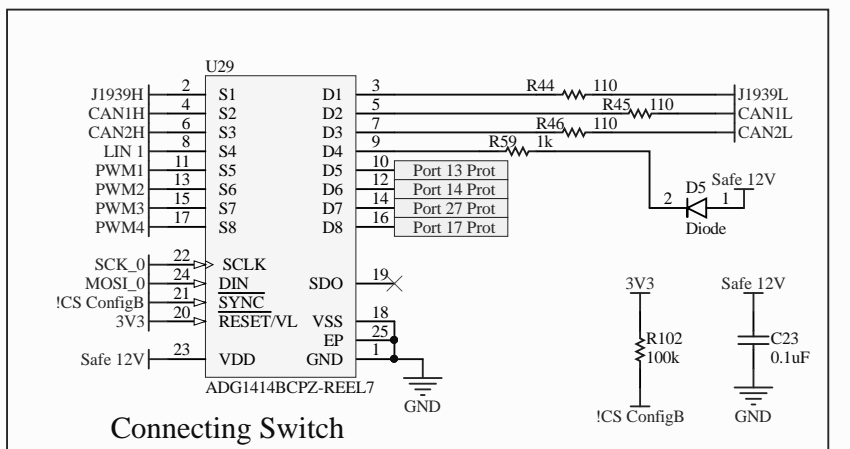 U29
J1939H 2 S1 D1 3 R44 110 J1939L
CAN1H 4 S2 D2 5 R45 110 CAN1L
CAN2H 6 S3 D3 7 R46 110 CAN2L
LIN 1 8 S4 D4 9 R59 1k
PWM1 11 S5 D5 10 Port 13 Prot
PWM2 13 S6 D6 12 Port 14 Prot
PWM3 15 S7 D7 14 Port 27 Prot
PWM4 17 S8 D8 16 Port 17 Prot
D5 Safe 12V
2 1
Diode
SCK_0 22 SCLK
MOSI_0 24 DIN SDO 19
!CS ConfigB 21 SYNC
3V3 20 RESET/VL VSS 18
EP 25
Safe 12V 23 VDD GND 1
ADG1414BCPZ-REEL7
GND
3V3 Safe 12V
R102 C23
100k 0.1uF
!CS ConfigB GND
Connecting Switch